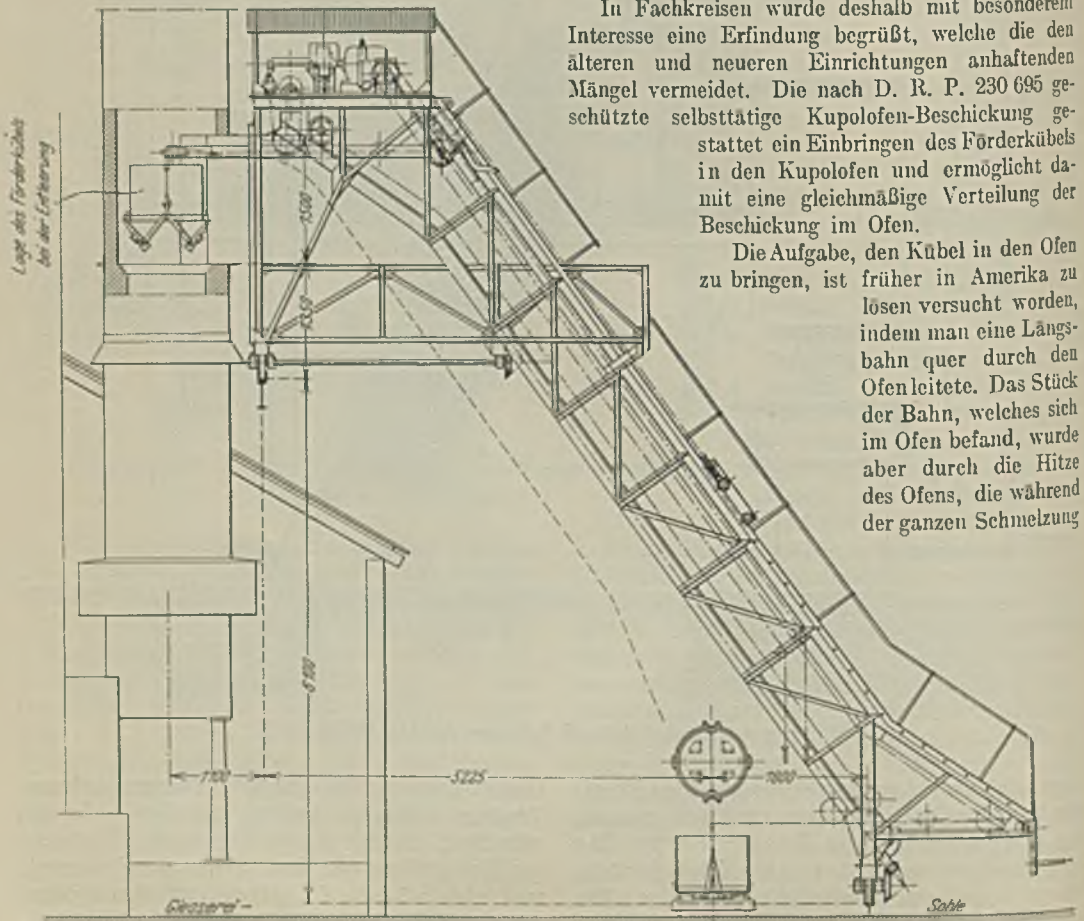 In Fachkreisen wurde deshalb mit besonderem
Interesse eine Erfindung begrüßt, welche die den
älteren und neueren Einrichtungen anhaftenden
Mängel vermeidet. Die nach D. R. P. 230 695 ge-
schützte selbsttätige Kupolofen-Beschickung ge-
stattet ein Einbringen des Förderkübels
in den Kupolofen und ermöglicht da-
mit eine gleichmäßige Verteilung der
Beschickung im Ofen.
Die Aufgabe, den Kübel in den Ofen
zu bringen, ist früher in Amerika zu
lösen versucht worden,
indem man eine Längs-
bahn quer durch den
Ofen leitete. Das Stück
der Bahn, welches sich
im Ofen befand, wurde
aber durch die Hitze
des Ofens, die während
der ganzen Schmelzung
Lage des Förderkübels
bei der Entleerung
1500
1350
6100
1100
5225
1800
Giesserei -
Sohle